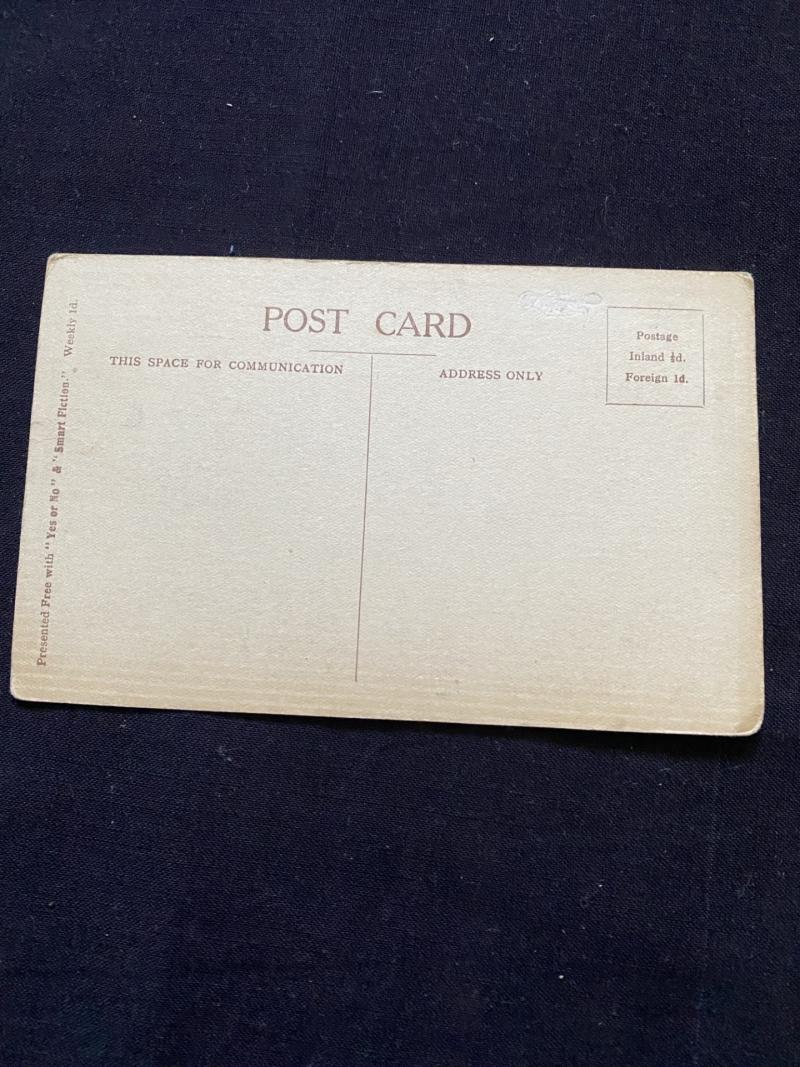 POST CARD
THIS SPACE FOR COMMUNICATION
ADDRESS ONLY
Postage
Inland ½d.
Foreign 1d.
Presented Free with "Yes or No" & "Smart Fiction." Weekly 1d.